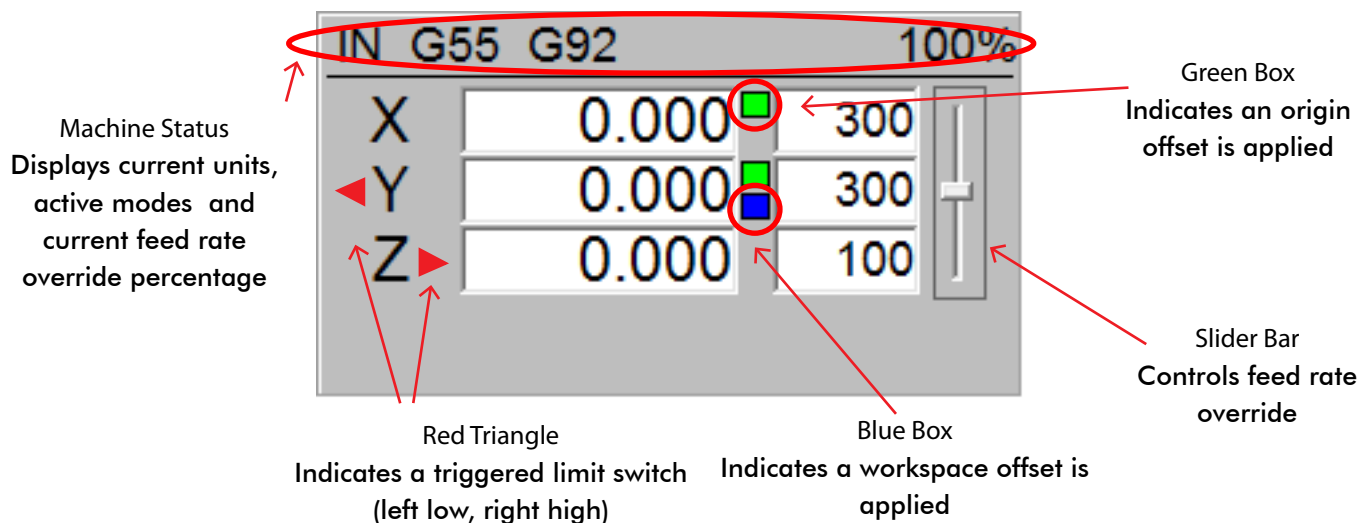 IN G55 G92 100%
X 0.000 300
Y 0.000 300
Z 0.000 100
Machine Status
Displays current units,
active modes and
current feed rate
override percentage
Green Box
Indicates an origin
offset is applied
Slider Bar
Controls feed rate
override
Red Triangle
Indicates a triggered limit switch
(left low, right high)
Blue Box
Indicates a workspace offset is
applied